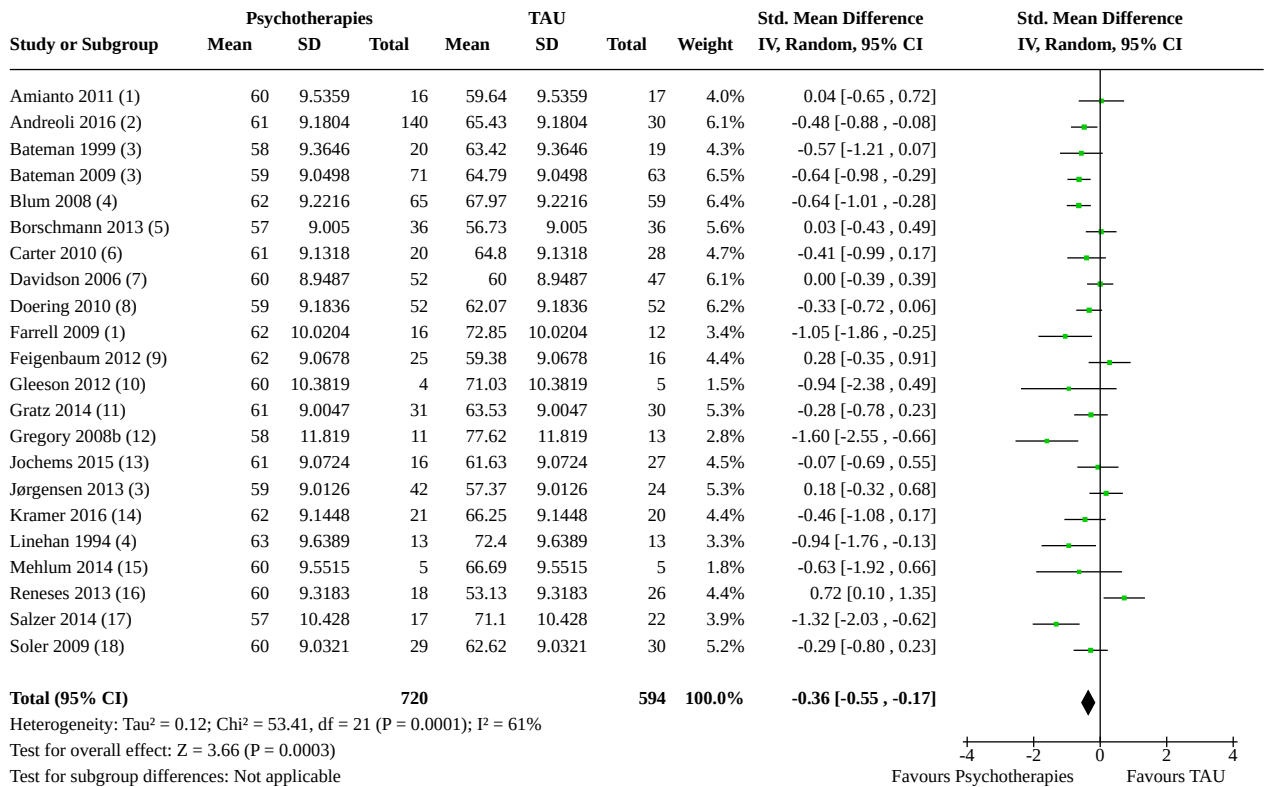 Psychotherapies TAU Std. Mean Difference Std. Mean Difference
Study or Subgroup Mean SD Total Mean SD Total Weight IV, Random, 95% CI IV, Random, 95% CI
Amianto 2011 (1) 60 9.5359 16 59.64 9.5359 17 4.0% 0.04 [-0.65 , 0.72]
Andreoli 2016 (2) 61 9.1804 140 65.43 9.1804 30 6.1% -0.48 [-0.88 , -0.08]
Bateman 1999 (3) 58 9.3646 20 63.42 9.3646 19 4.3% -0.57 [-1.21 , 0.07]
Bateman 2009 (3) 59 9.0498 71 64.79 9.0498 63 6.5% -0.64 [-0.98 , -0.29]
Blum 2008 (4) 62 9.2216 65 67.97 9.2216 59 6.4% -0.64 [-1.01 , -0.28]
Borschmann 2013 (5) 57 9.005 36 56.73 9.005 36 5.6% 0.03 [-0.43 , 0.49]
Carter 2010 (6) 61 9.1318 20 64.8 9.1318 28 4.7% -0.41 [-0.99 , 0.17]
Davidson 2006 (7) 60 8.9487 52 60 8.9487 47 6.1% 0.00 [-0.39 , 0.39]
Doering 2010 (8) 59 9.1836 52 62.07 9.1836 52 6.2% -0.33 [-0.72 , 0.06]
Farrell 2009 (1) 62 10.0204 16 72.85 10.0204 12 3.4% -1.05 [-1.86 , -0.25]
Feigenbaum 2012 (9) 62 9.0678 25 59.38 9.0678 16 4.4% 0.28 [-0.35 , 0.91]
Gleeson 2012 (10) 60 10.3819 4 71.03 10.3819 5 1.5% -0.94 [-2.38 , 0.49]
Gratz 2014 (11) 61 9.0047 31 63.53 9.0047 30 5.3% -0.28 [-0.78 , 0.23]
Gregory 2008b (12) 58 11.819 11 77.62 11.819 13 2.8% -1.60 [-2.55 , -0.66]
Jochems 2015 (13) 61 9.0724 16 61.63 9.0724 27 4.5% -0.07 [-0.69 , 0.55]
Jørgensen 2013 (3) 59 9.0126 42 57.37 9.0126 24 5.3% 0.18 [-0.32 , 0.68]
Kramer 2016 (14) 62 9.1448 21 66.25 9.1448 20 4.4% -0.46 [-1.08 , 0.17]
Linehan 1994 (4) 63 9.6389 13 72.4 9.6389 13 3.3% -0.94 [-1.76 , -0.13]
Mehlum 2014 (15) 60 9.5515 5 66.69 9.5515 5 1.8% -0.63 [-1.92 , 0.66]
Reneses 2013 (16) 60 9.3183 18 53.13 9.3183 26 4.4% 0.72 [0.10 , 1.35]
Salzer 2014 (17) 57 10.428 17 71.1 10.428 22 3.9% -1.32 [-2.03 , -0.62]
Soler 2009 (18) 60 9.0321 29 62.62 9.0321 30 5.2% -0.29 [-0.80 , 0.23]
Total (95% CI) 720 594 100.0% -0.36 [-0.55 , -0.17]
Heterogeneity: Tau² = 0.12; Chi² = 53.41, df = 21 (P = 0.0001); I² = 61%
Test for overall effect: Z = 3.66 (P = 0.0003)
Test for subgroup differences: Not applicable
-4 -2 0 2 4
Favours Psychotherapies Favours TAU